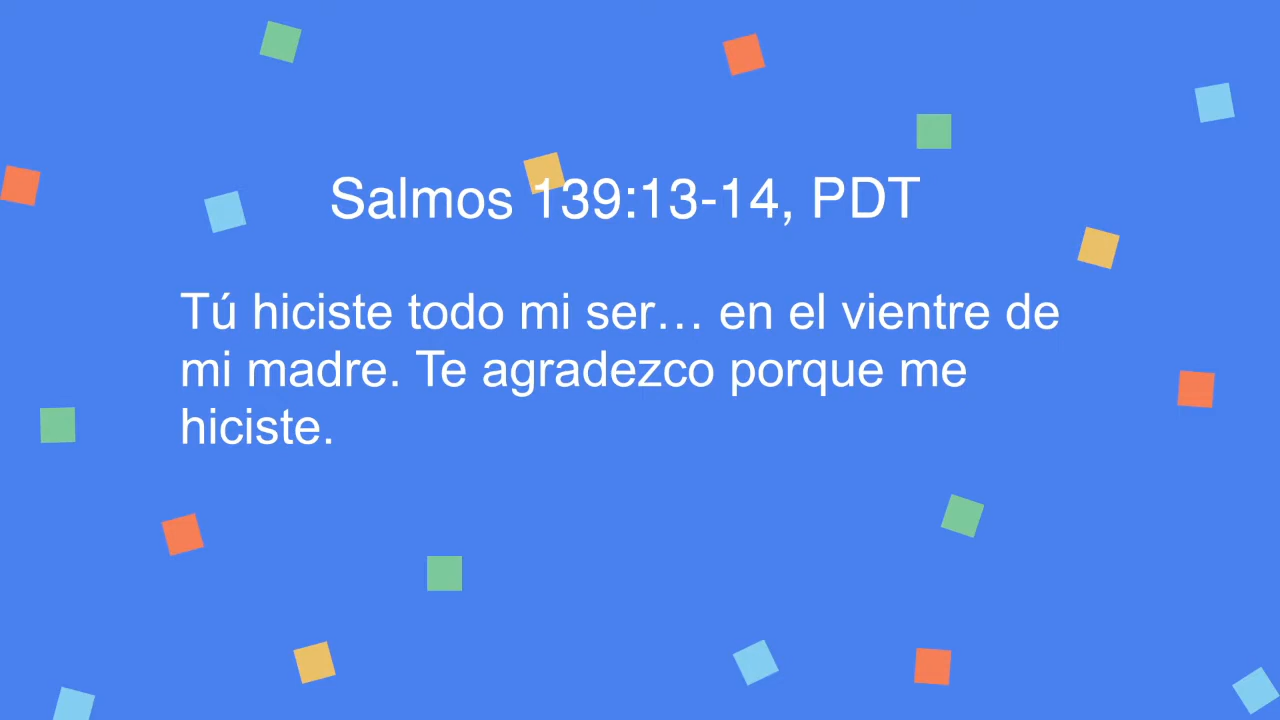 Salmos 139:13-14, PDT
Tú hiciste todo mi ser… en el vientre de
mi madre. Te agradezco porque me
hiciste.